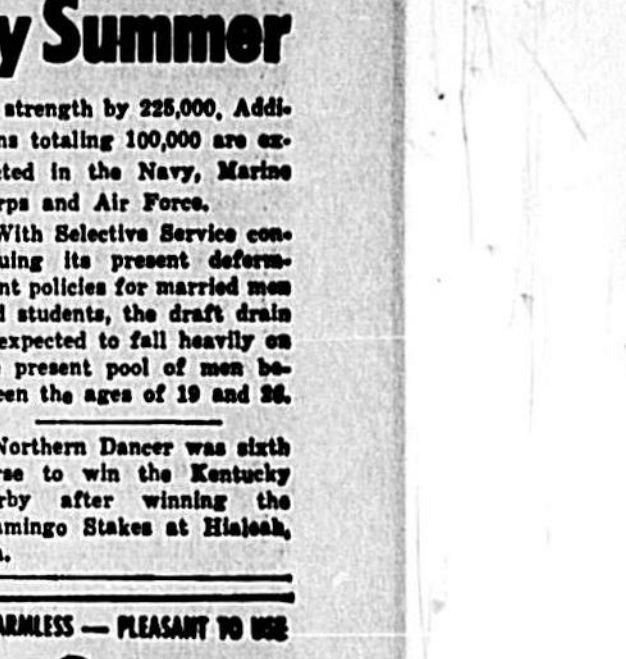 y Summer
strength by 225,000, Addi-
ns totaling 100,000 are ex-
ted in the Navy, Marine
rps and Air Force.
With Selective Service con-
uing its present deferm-
nt policies for married men
d students, the draft drain
expected to fall heavily on
present pool of men be-
een the ages of 19 and 26.
Northern Dancer was sixth
rse to win the Kentucky
rby after winning the
amingo Stakes at Hialeah,
ARMLESS — PLEASANT TO USE